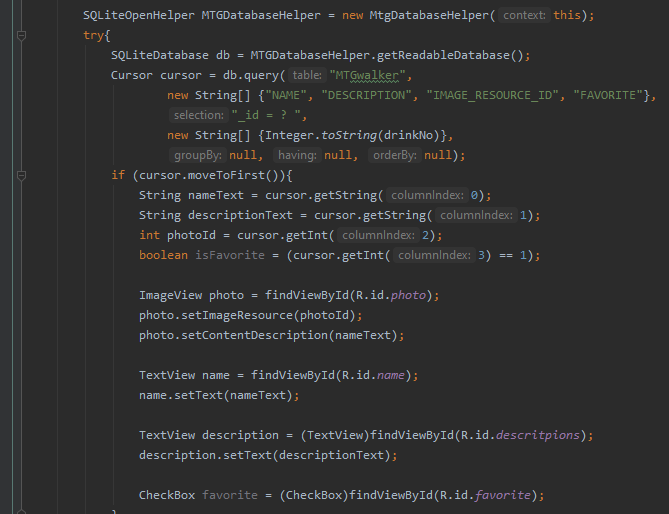 SQLiteOpenHelper MTGDatabaseHelper = new MtgDatabaseHelper( context: this);
try{
SQLiteDatabase db = MTGDatabaseHelper.getReadableDatabase();
Cursor cursor = db.query( table: "MTGwalker",
new String[] {"NAME", "DESCRIPTION", "IMAGE_RESOURCE_ID", "FAVORITE"},
selection: "_id = ? ",
new String[] {Integer.toString(drinkNo)},
groupBy: null, having: null, orderBy: null);
if (cursor.moveToFirst()){
String nameText = cursor.getString( columnIndex: 0);
String descriptionText = cursor.getString( columnIndex: 1);
int photoId = cursor.getInt( columnIndex: 2);
boolean isFavorite = (cursor.getInt( columnIndex: 3) == 1);
ImageView photo = findViewById(R.id.photo);
photo.setImageResource(photoId);
photo.setContentDescription(nameText);
TextView name = findViewById(R.id.name);
name.setText(nameText);
TextView description = (TextView)findViewById(R.id.descritpions);
description.setText(descriptionText);
CheckBox favorite = (CheckBox)findViewById(R.id.favorite);